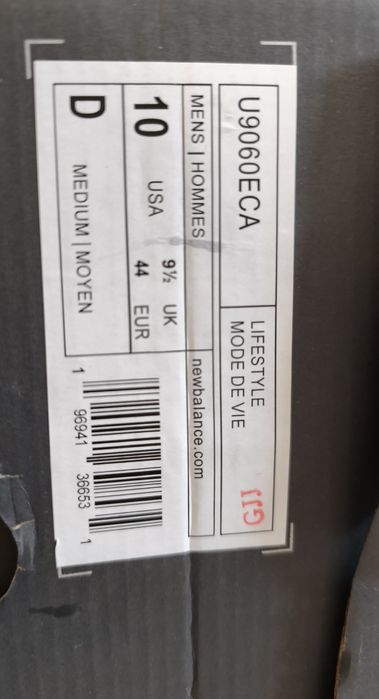 U9060ECA
LIFESTYLE
MODE DE VIE
MENS | HOMMES
newbalance.com
10 USA
9½ UK
44 EUR
D MEDIUM | MOYEN
1 96941 36653 1